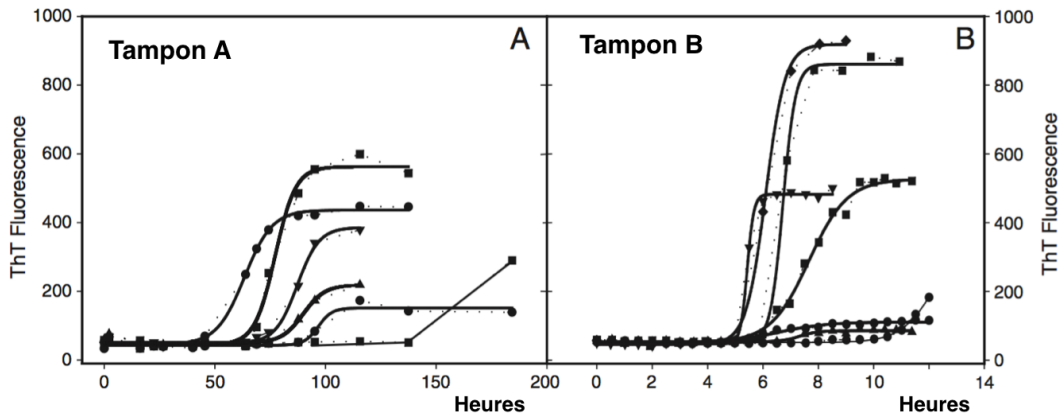 1000 1000
Tampon A A Tampon B B
800 800
600 600
400 400
200 200
0 0
ThT Fluorescence ThT Fluorescence
0 50 100 150 200 0 2 4 6 8 10 12 14
Heures Heures